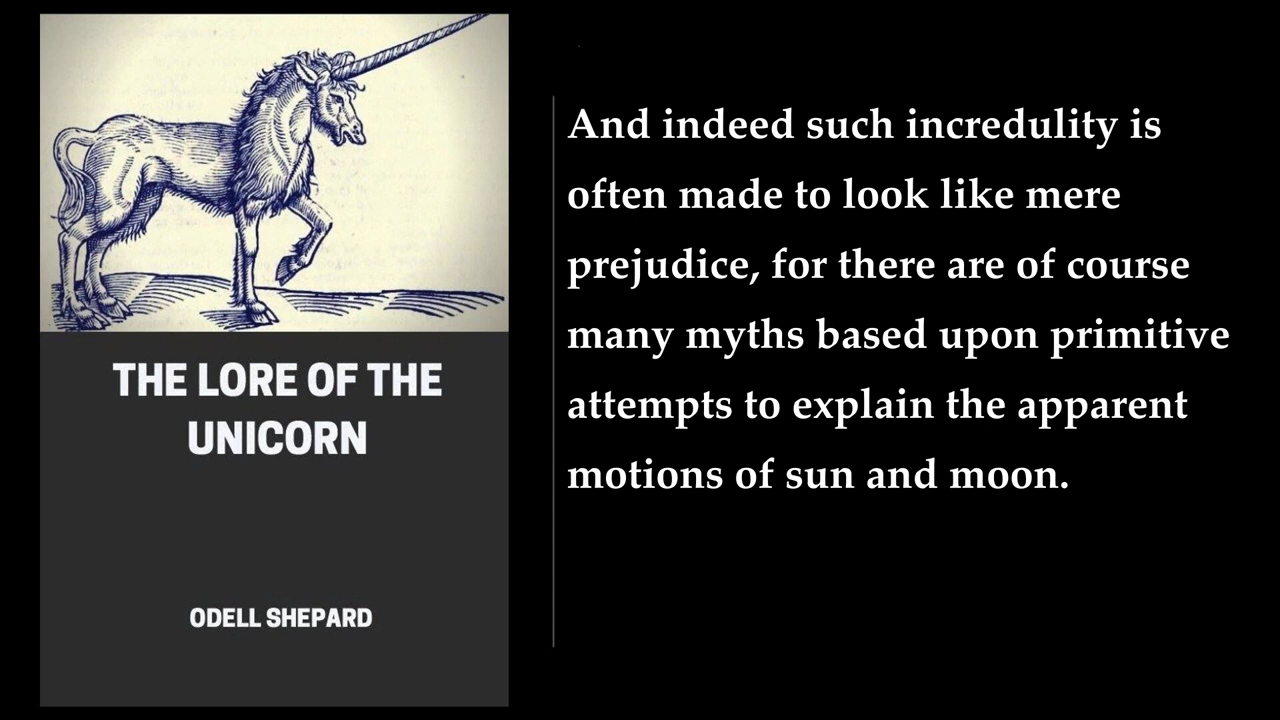 THE LORE OF THE
UNICORN
ODELL SHEPARD
And indeed such incredulity is
often made to look like mere
prejudice, for there are of course
many myths based upon primitive
attempts to explain the apparent
motions of sun and moon.